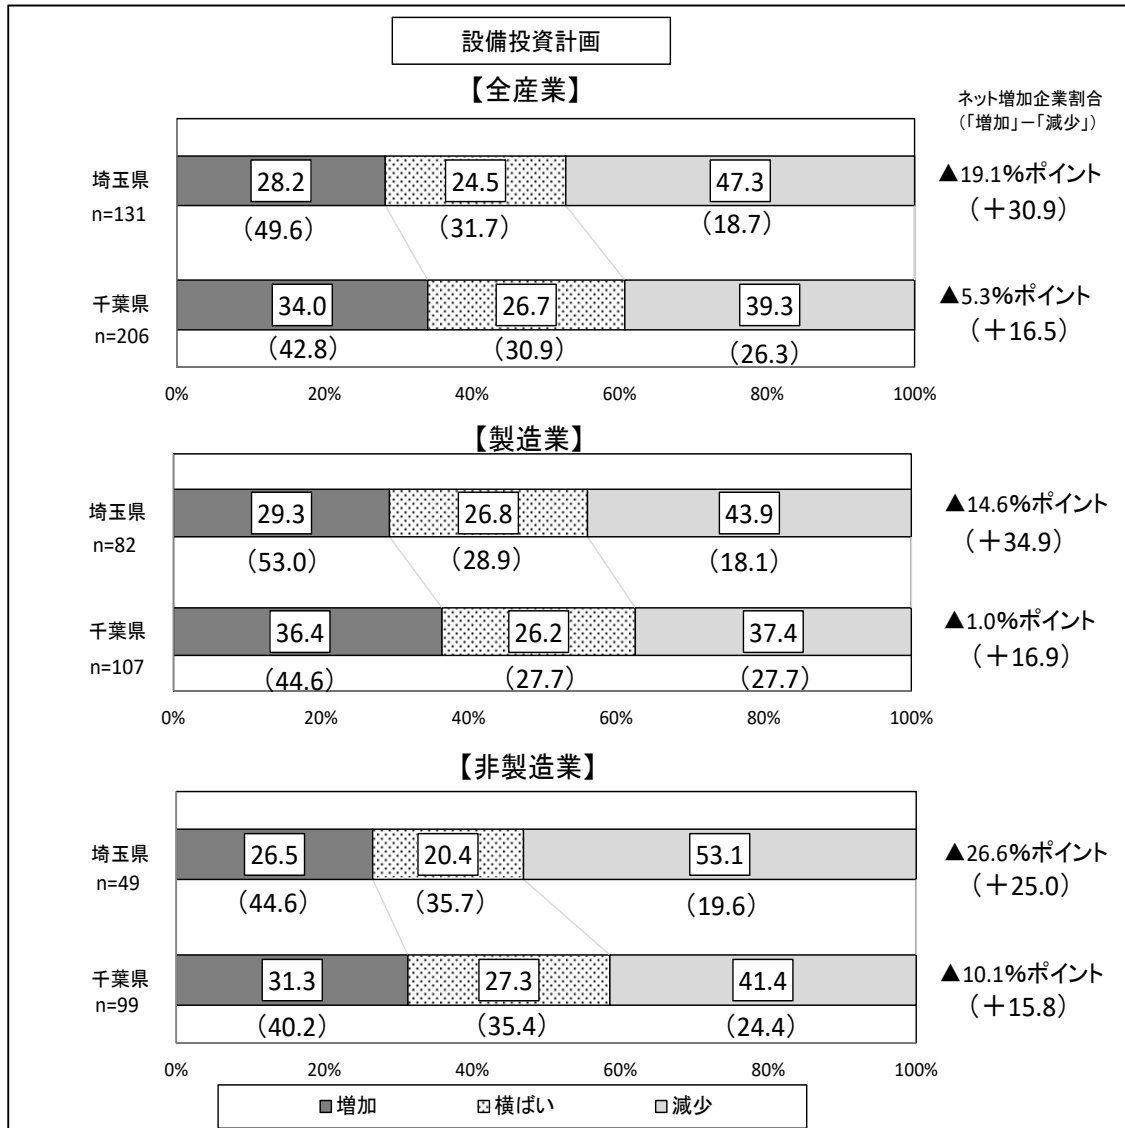 設備投資計画
【全産業】
ネット増加企業割合
(「増加」－「減少」)
埼玉県
n=131
28.2
24.5
47.3
▲19.1%ポイント
(49.6)
(31.7)
(18.7)
(＋30.9)
千葉県
n=206
34.0
26.7
39.3
▲5.3%ポイント
(42.8)
(30.9)
(26.3)
(＋16.5)
0%
20%
40%
60%
80%
100%
【製造業】
埼玉県
n=82
29.3
26.8
43.9
▲14.6%ポイント
(53.0)
(28.9)
(18.1)
(＋34.9)
千葉県
n=107
36.4
26.2
37.4
▲1.0%ポイント
(44.6)
(27.7)
(27.7)
(＋16.9)
0%
20%
40%
60%
80%
100%
【非製造業】
埼玉県
n=49
26.5
20.4
53.1
▲26.6%ポイント
(44.6)
(35.7)
(19.6)
(＋25.0)
千葉県
n=99
31.3
27.3
41.4
▲10.1%ポイント
(40.2)
(35.4)
(24.4)
(＋15.8)
0%
20%
40%
60%
80%
100%
増加
横ばい
減少